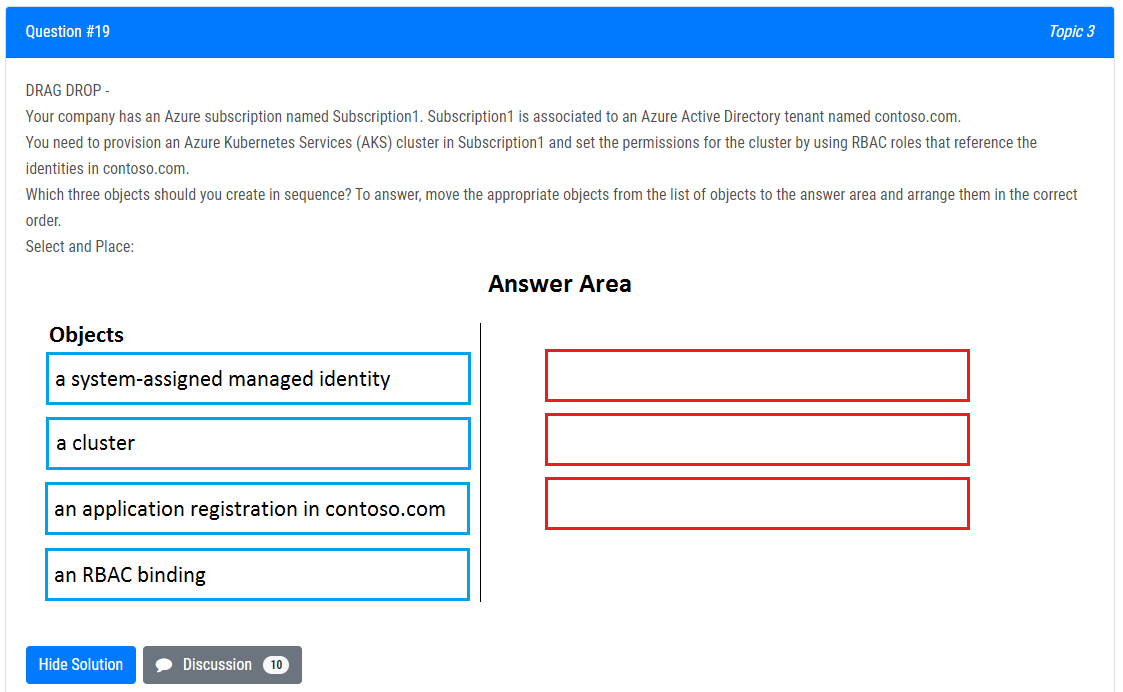 Question #19
Topic 3
DRAG DROP -
Your company has an Azure subscription named Subscription1. Subscription1 is associated to an Azure Active Directory tenant named contoso.com.
You need to provision an Azure Kubernetes Services (AKS) cluster in Subscription1 and set the permissions for the cluster by using RBAC roles that reference the
identities in contoso.com.
Which three objects should you create in sequence? To answer, move the appropriate objects from the list of objects to the answer area and arrange them in the correct
order.
Select and Place:
Answer Area
Objects
a system-assigned managed identity
a cluster
an application registration in contoso.com
an RBAC binding
Hide Solution
Discussion 10